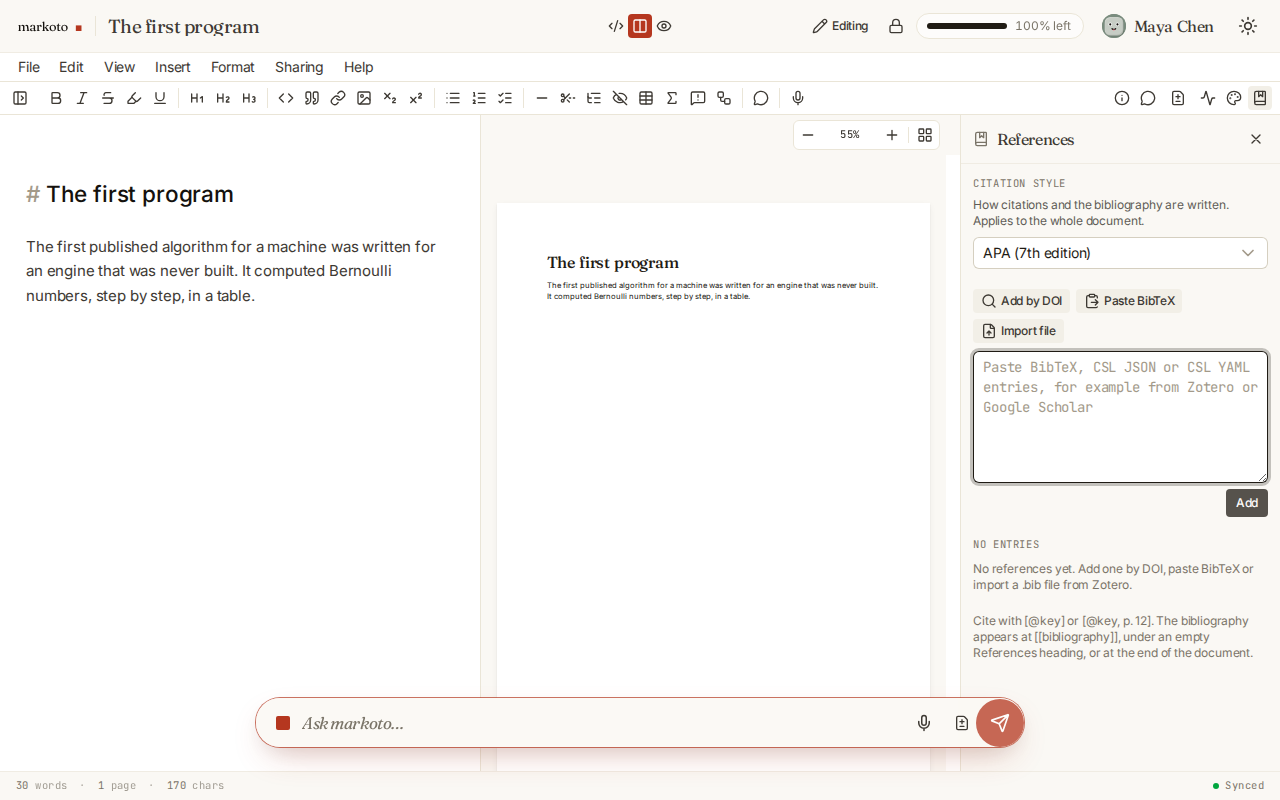 markoto
The first program
Editing
100% left
Maya Chen
File Edit View Insert Format Sharing Help
B I S U H1 H2 H3 X2 X2
# The first program
The first published algorithm for a machine was written for
an engine that was never built. It computed Bernoulli
numbers, step by step, in a table.
55%
The first program
The first published algorithm for a machine was written for an engine that was never built.
It computed Bernoulli numbers, step by step, in a table.
References
CITATION STYLE
How citations and the bibliography are written.
Applies to the whole document.
APA (7th edition)
Add by DOI Paste BibTeX
Import file
Paste BibTeX, CSL JSON or CSL YAML
entries, for example from Zotero or
Google Scholar
Add
NO ENTRIES
No references yet. Add one by DOI, paste BibTeX or
import a .bib file from Zotero.
Cite with [@key] or [@key, p. 12]. The bibliography
appears at [[bibliography]], under an empty
References heading, or at the end of the document.
Ask markoto...
30 words · 1 page · 170 chars
Synced